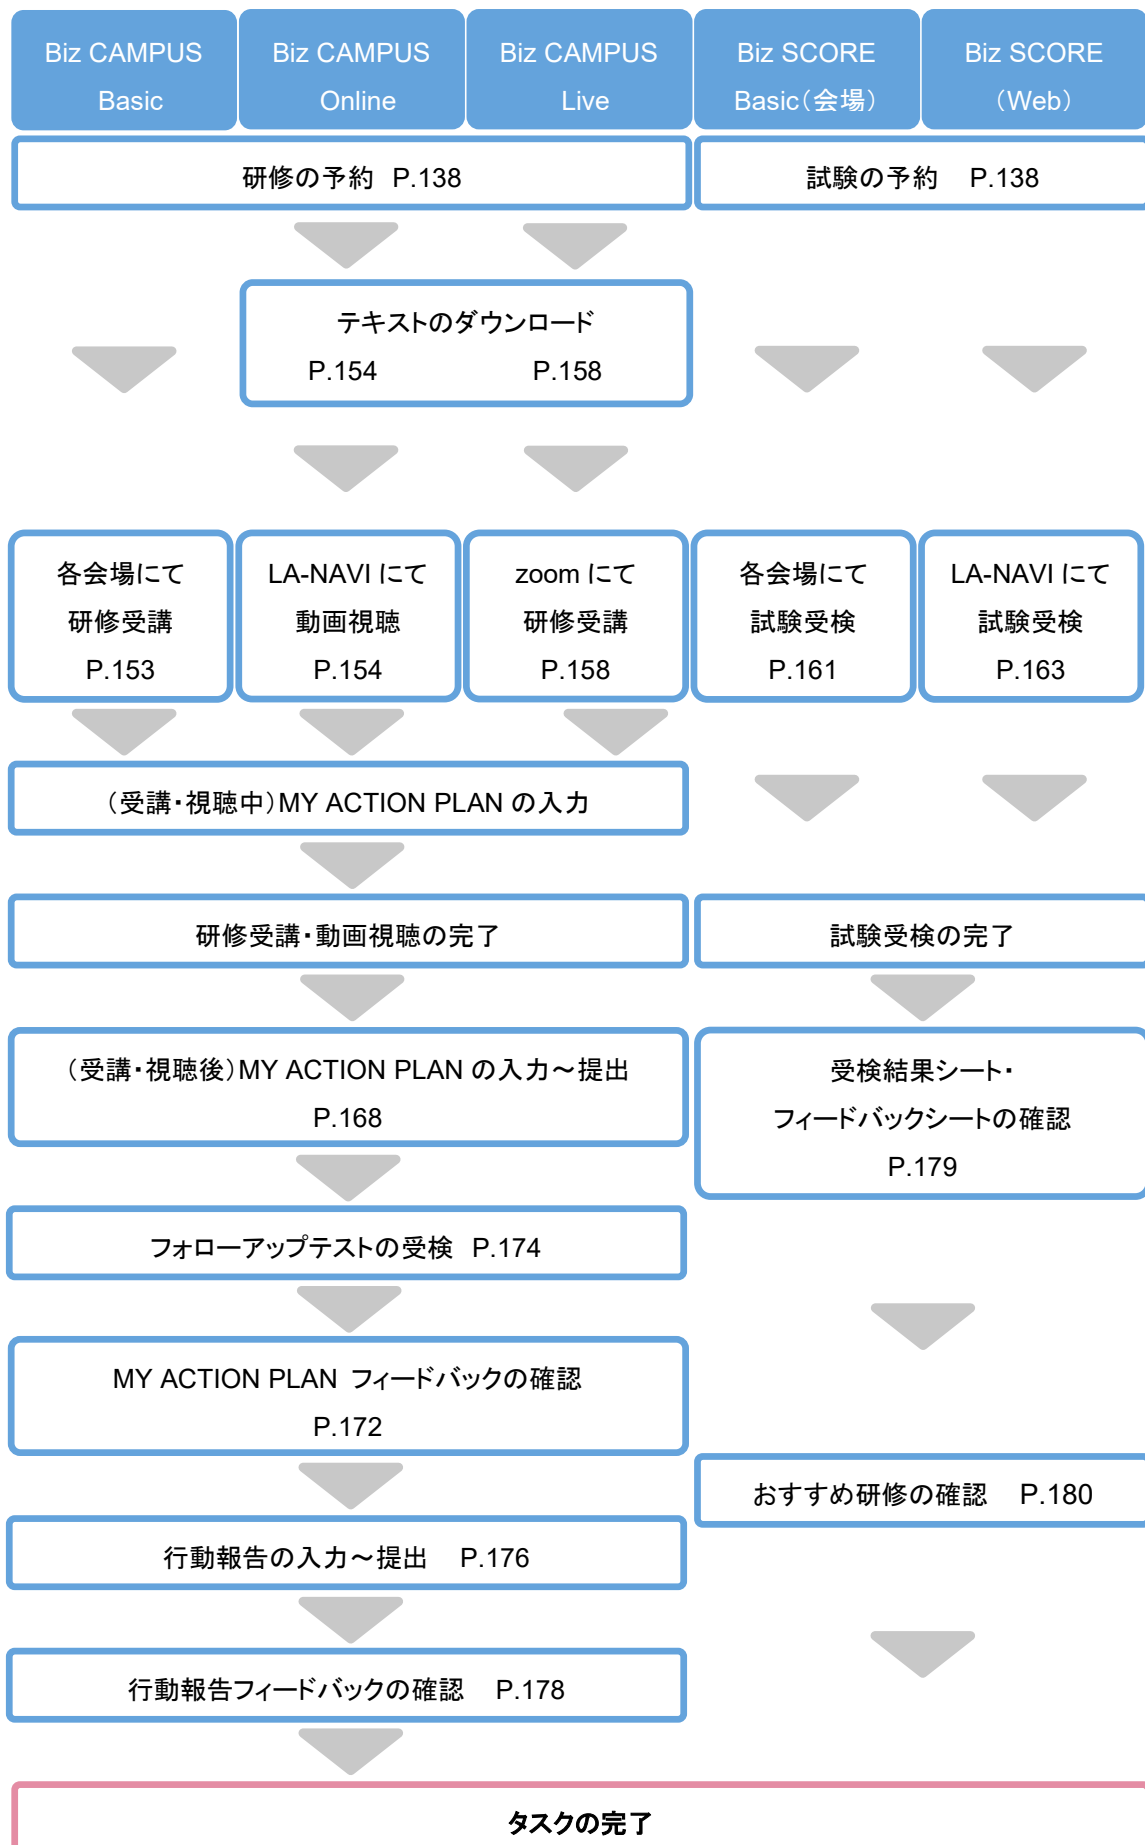 Biz CAMPUS
Basic
Biz CAMPUS
Online
Biz CAMPUS
Live
Biz SCORE
Basic（会場）
Biz SCORE
（Web）
研修の予約 P.138
試験の予約 P.138
テキストのダウンロード
P.154 P.158
各会場にて
研修受講
P.153
LA-NAVI にて
動画視聴
P.154
zoom にて
研修受講
P.158
各会場にて
試験受検
P.161
LA-NAVI にて
試験受検
P.163
（受講・視聴中）MY ACTION PLAN の入力
研修受講・動画視聴の完了
試験受検の完了
（受講・視聴後）MY ACTION PLAN の入力～提出
P.168
受検結果シート・
フィードバックシートの確認
P.179
フォローアップテストの受検 P.174
MY ACTION PLAN フィードバックの確認
P.172
おすすめ研修の確認 P.180
行動報告の入力～提出 P.176
行動報告フィードバックの確認 P.178
タスクの完了